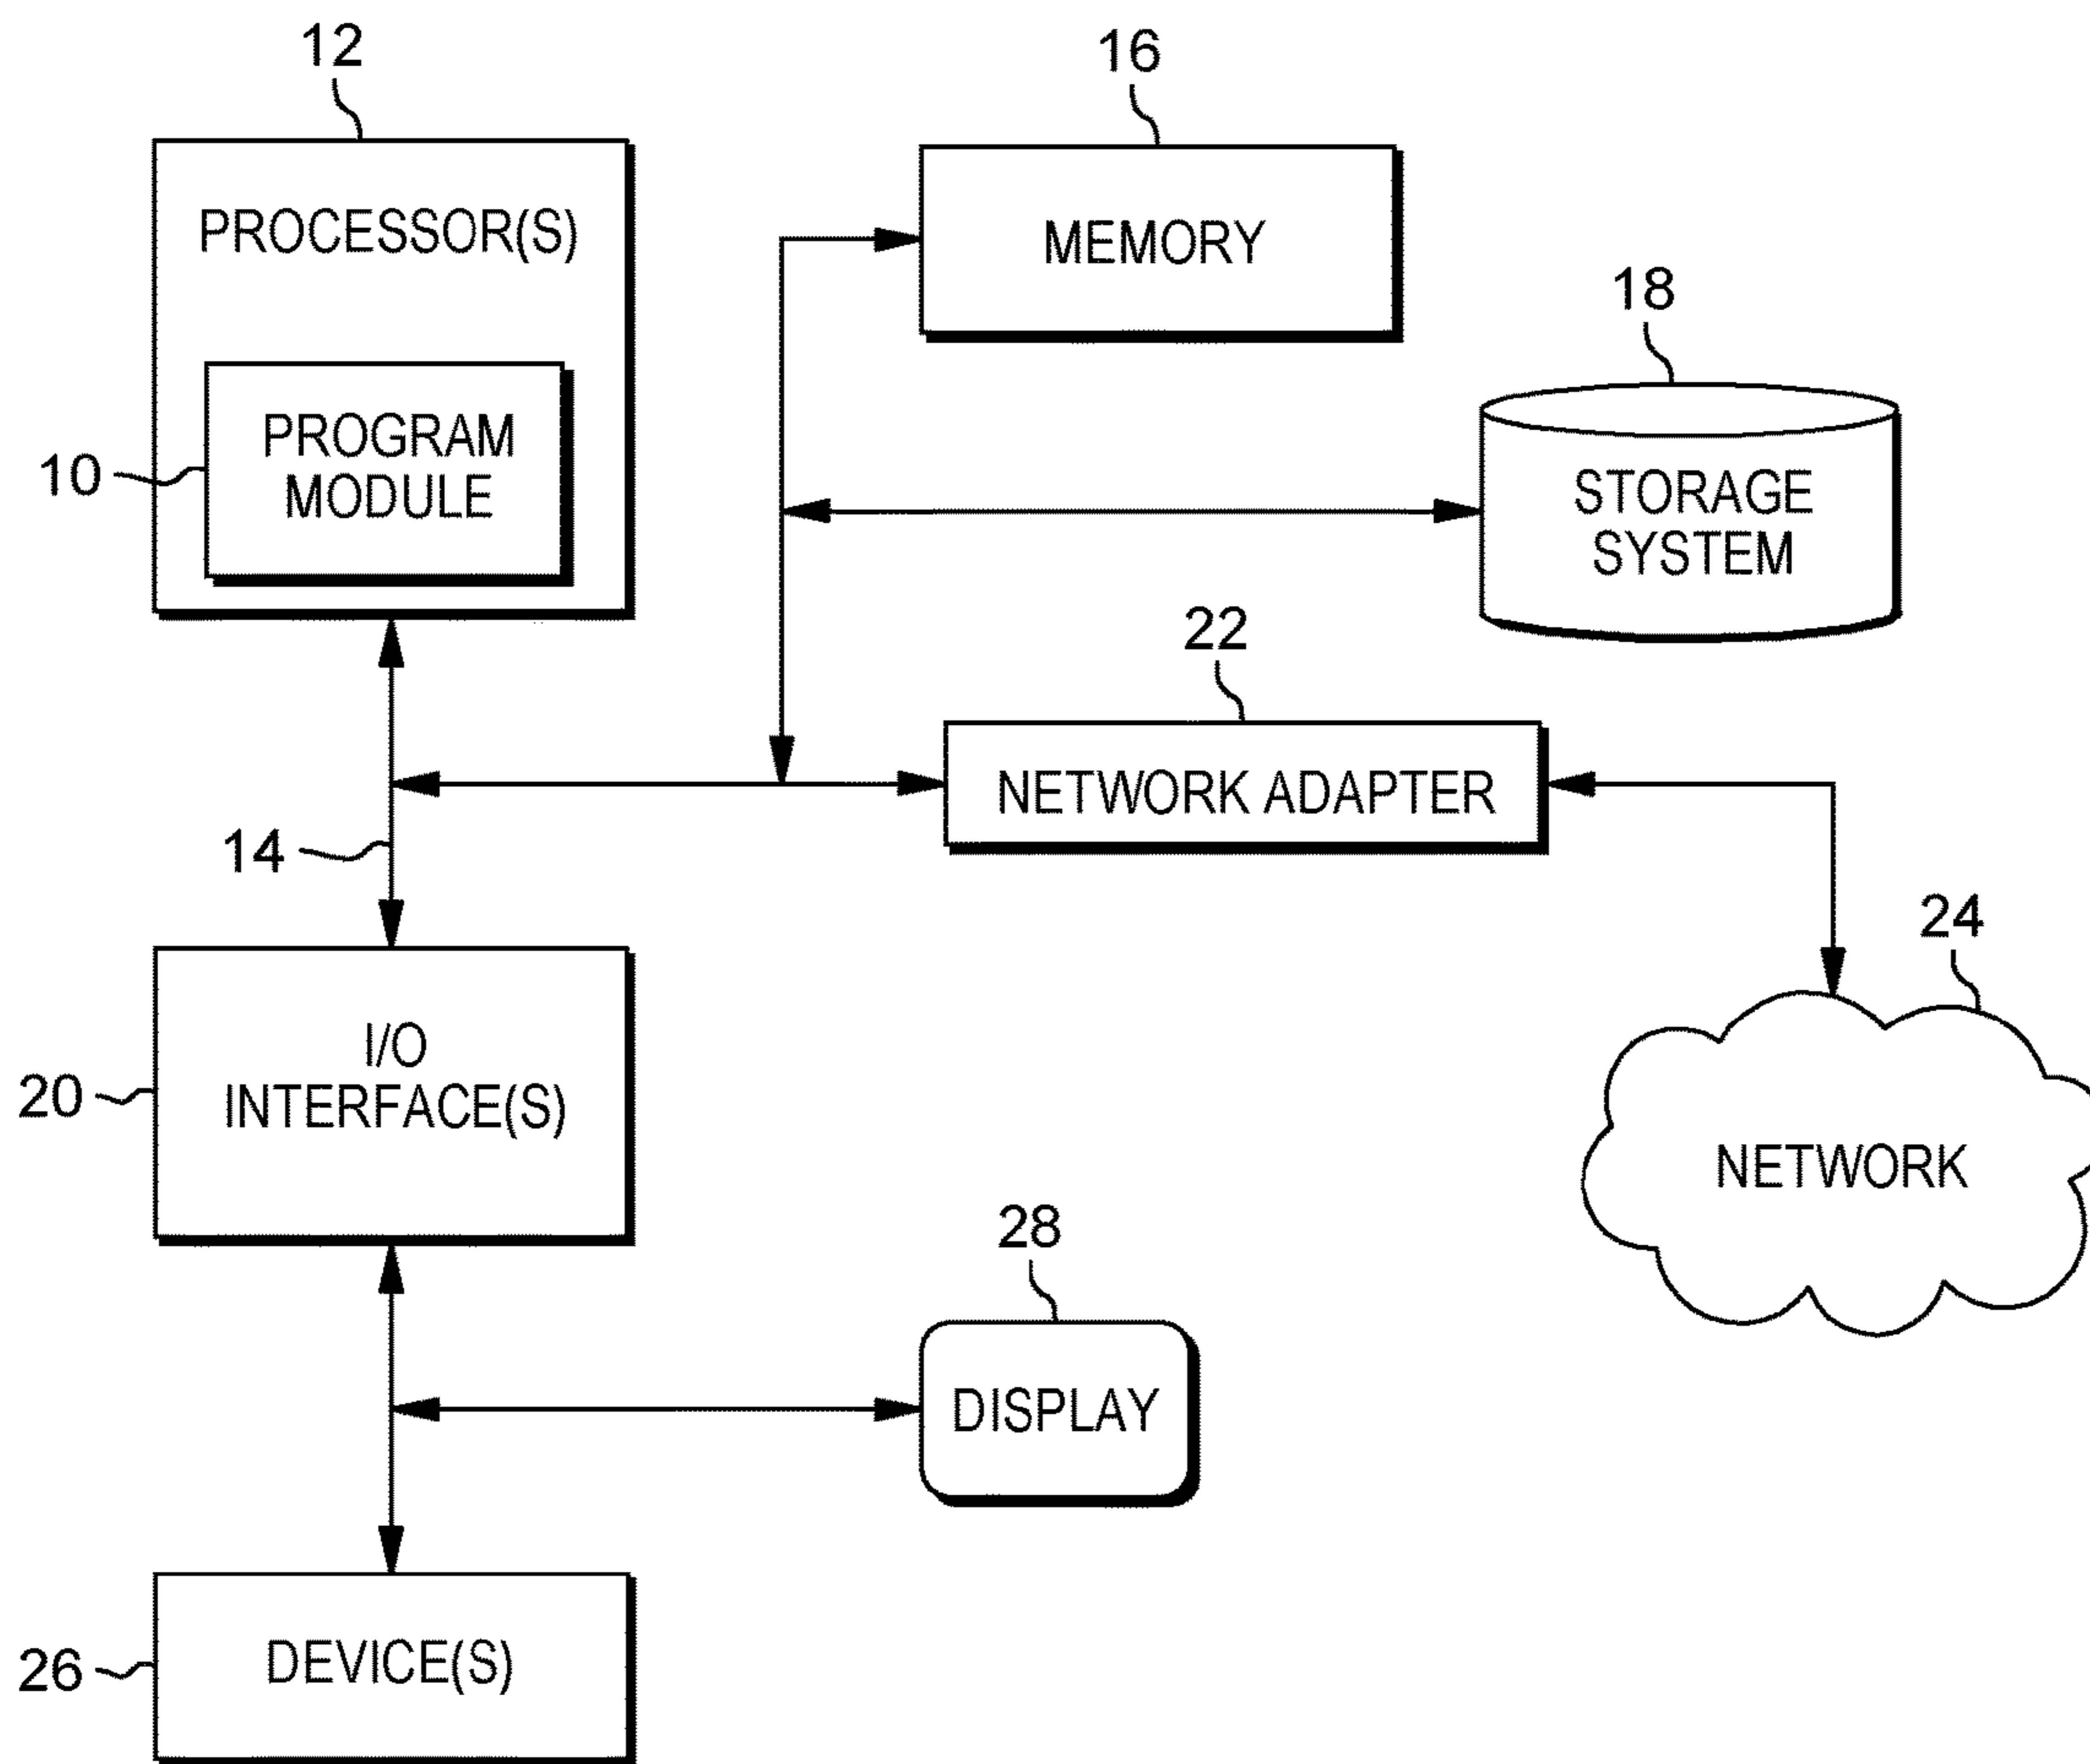 12
PROCESSOR(S)
10
PROGRAM
MODULE
16
MEMORY
18
STORAGE
SYSTEM
22
NETWORK ADAPTER
14
24
NETWORK
20
I/O
INTERFACE(S)
28
DISPLAY
26
DEVICE(S)